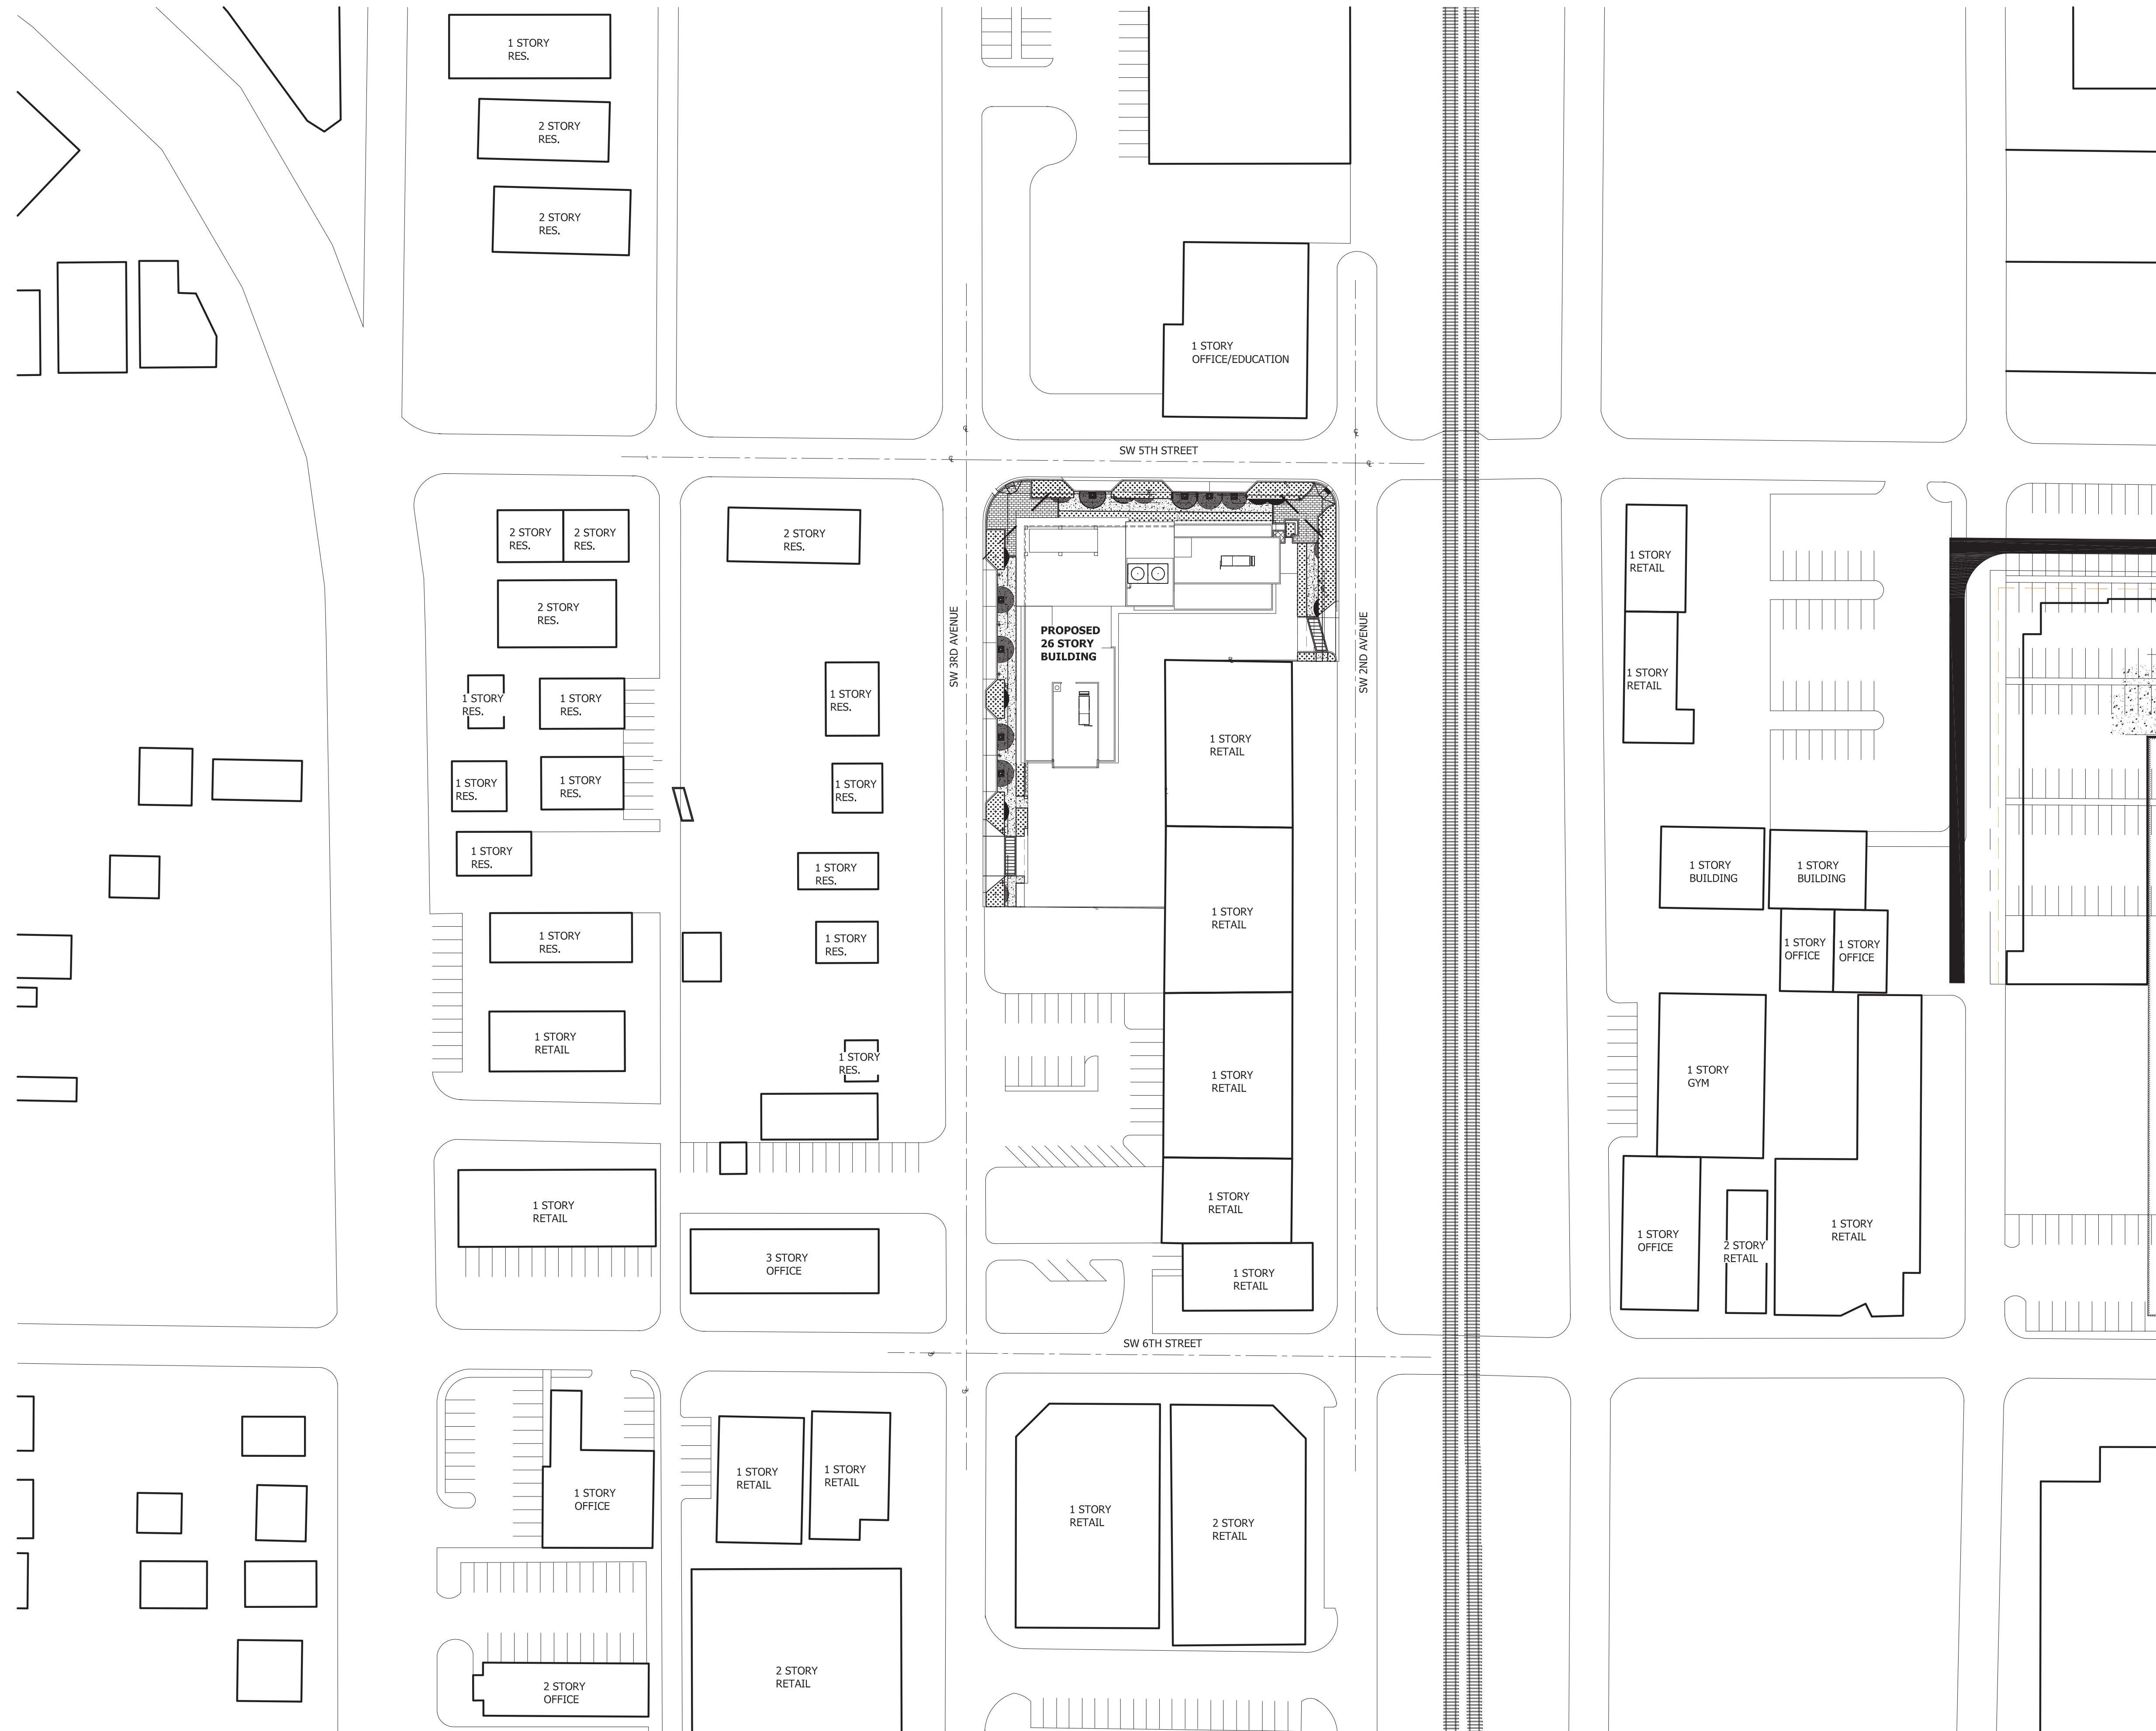 1 STORY
RES.
2 STORY
RES.
2 STORY
RES.
1 STORY
OFFICE/EDUCATION
SW 5TH STREET
SW 3RD AVENUE
SW 2ND AVENUE
2 STORY
RES.
2 STORY
RES.
2 STORY
RES.
2 STORY
RES.
1 STORY
RES.
1 STORY
RES.
1 STORY
RES.
1 STORY
RES.
1 STORY
RES.
1 STORY
RES.
1 STORY
RES.
1 STORY
RES.
1 STORY
RES.
1 STORY
RES.
1 STORY
RES.
1 STORY
RETAIL
1 STORY
RES.
1 STORY
RETAIL
3 STORY
OFFICE
PROPOSED
26 STORY
BUILDING
1 STORY
RETAIL
1 STORY
RETAIL
1 STORY
RETAIL
1 STORY
RETAIL
1 STORY
RETAIL
1 STORY
RETAIL
1 STORY
RETAIL
1 STORY
BUILDING
1 STORY
BUILDING
1 STORY
OFFICE
1 STORY
OFFICE
1 STORY
GYM
1 STORY
OFFICE
2 STORY
RETAIL
1 STORY
RETAIL
SW 6TH STREET
1 STORY
OFFICE
1 STORY
RETAIL
1 STORY
RETAIL
1 STORY
RETAIL
2 STORY
RETAIL
2 STORY
OFFICE
2 STORY
RETAIL